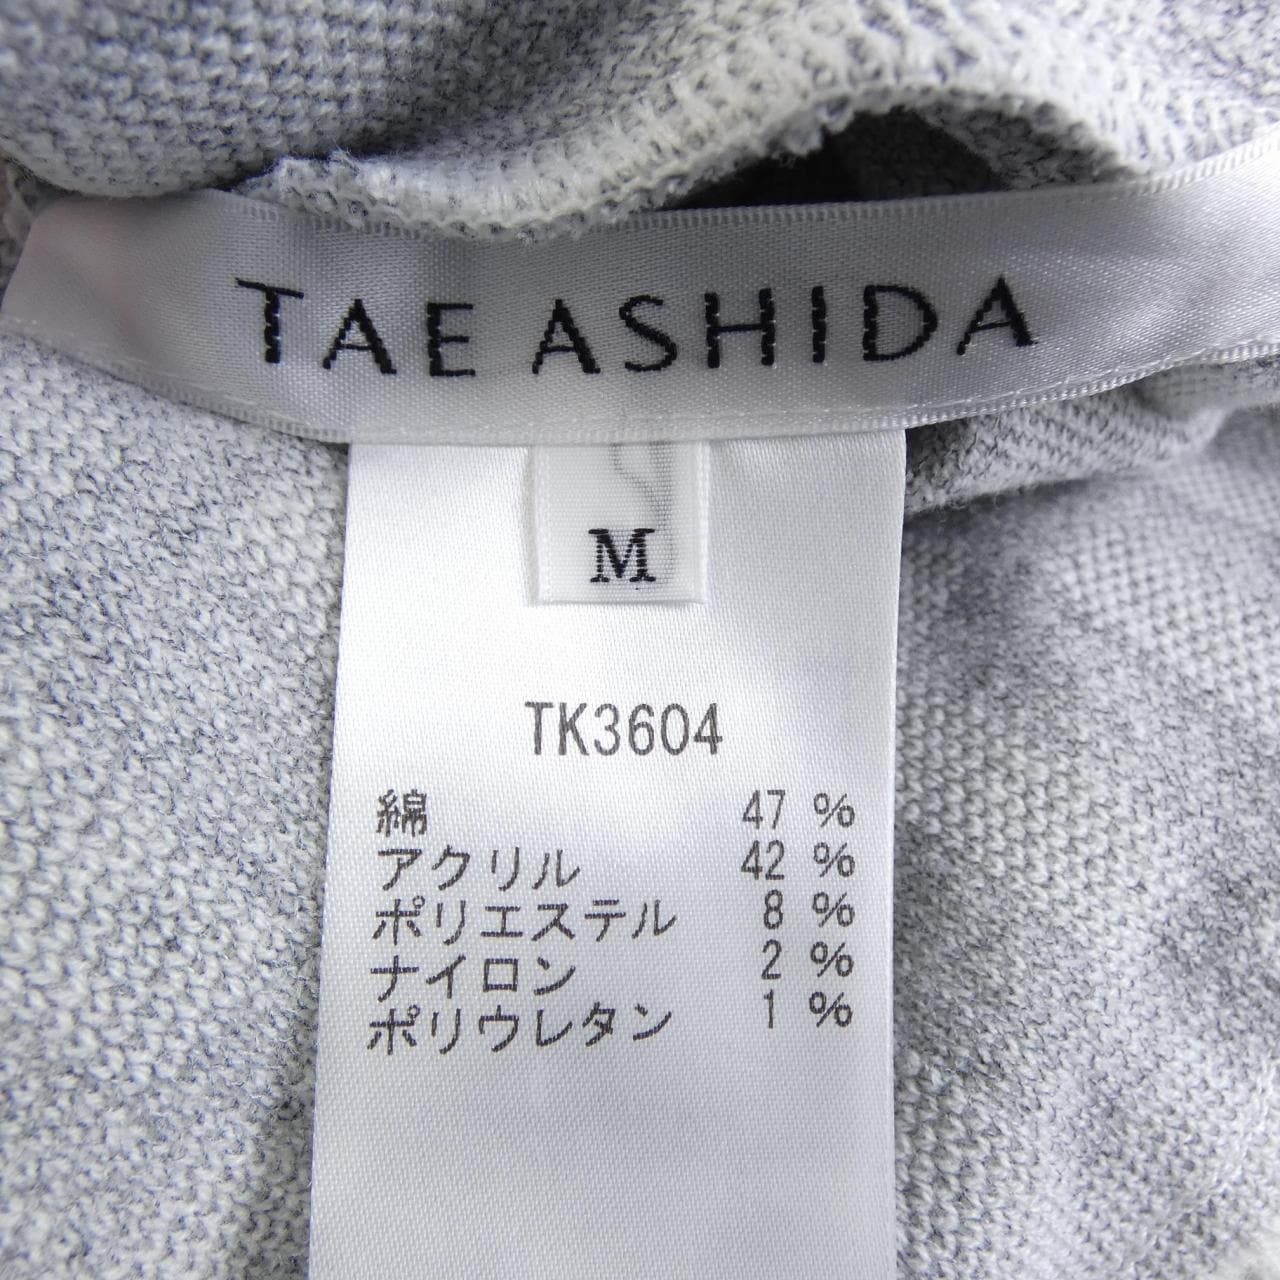 TAE ASHIDA
M
TK3604
綿 47 %
アクリル 42 %
ポリエステル 8 %
ナイロン 2 %
ポリウレタン 1 %